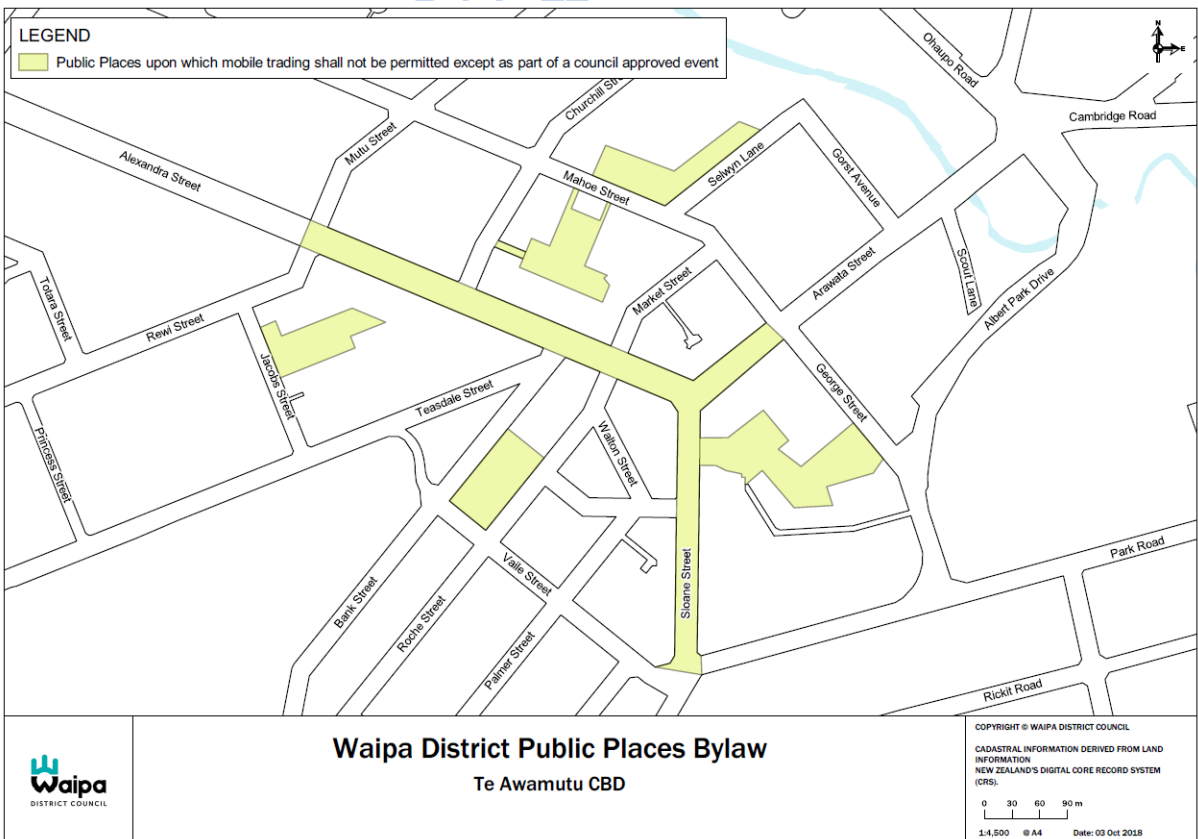 LEGEND
Public Places upon which mobile trading shall not be permitted except as part of a council approved event
N
E
Ohaupo Road
Churchill Stre
Cambridge Road
Mutu Street
Alexandra Street
Mahoe Street
Selwyn Lane
Gorst Avenue
Totara Street
Market Street
Arawata Street
Scout Lane
Albert Park Drive
Rewi Street
Jacobs Street
Teasdale Street
George Street
Princess Street
Walton Street
Vaile Street
Sloane Street
Park Road
Bank Street
Roche Street
Palmer Street
Rickit Road
Waipa
DISTRICT COUNCIL
Waipa District Public Places Bylaw
Te Awamutu CBD
COPYRIGHT © WAIPA DISTRICT COUNCIL
CADASTRAL INFORMATION DERIVED FROM LAND
INFORMATION
NEW ZEALAND'S DIGITAL CORE RECORD SYSTEM
(CRS).
0 30 60 90 m
1:4,500 @ A4 Date: 03 Oct 2018